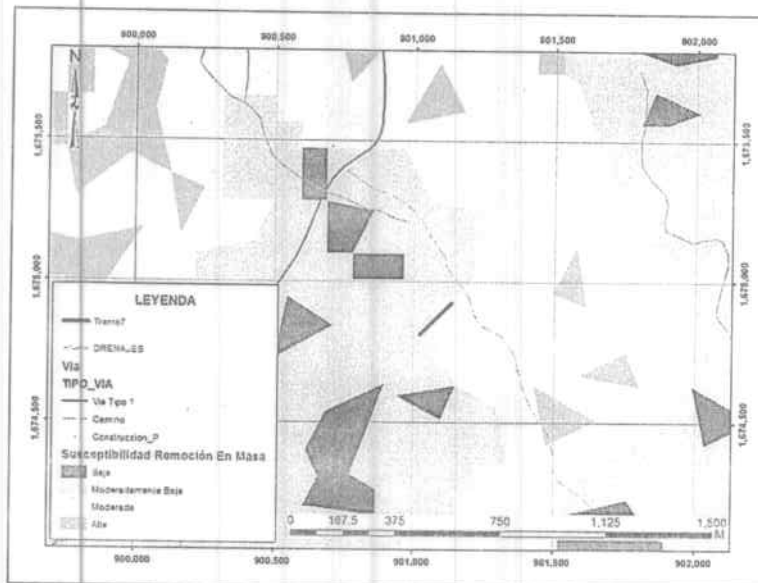 900,000 900,500 901,000 901,500 902,000
N
1,675,500 1,675,500
1,675,000 1,675,000
1,674,500 1,674,500
LEYENDA
Tramo7
DRENAJES
Via
TIPO_VIA
Via Tipo 1
Camino
Construccion_P
Susceptibilidad Remoción En Masa
Baja
Moderadamente Baja
Moderada
Alta
0 187.5 375 750 1,125 1,500
M
900,000 900,500 901,000 901,500 902,000